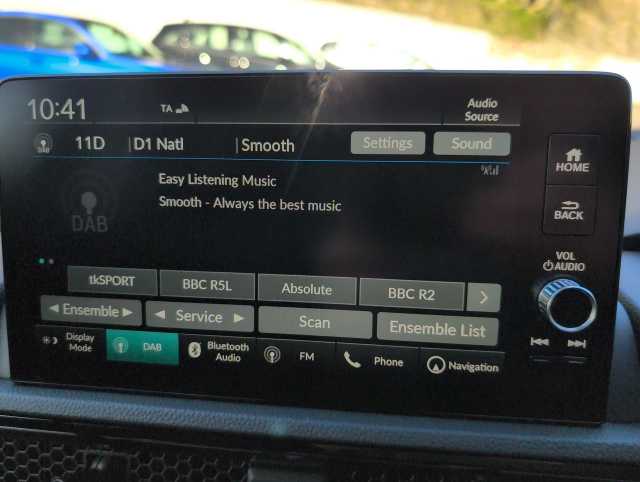 10:41
TA
Audio
Source
DAB
11D
D1 Natl
Smooth
Settings
Sound
HOME
Easy Listening Music
Smooth - Always the best music
DAB
BACK
VOL
AUDIO
tkSPORT
BBC R5L
Absolute
BBC R2
Ensemble
Service
Scan
Ensemble List
Display
Mode
DAB
Bluetooth
Audio
FM
Phone
Navigation